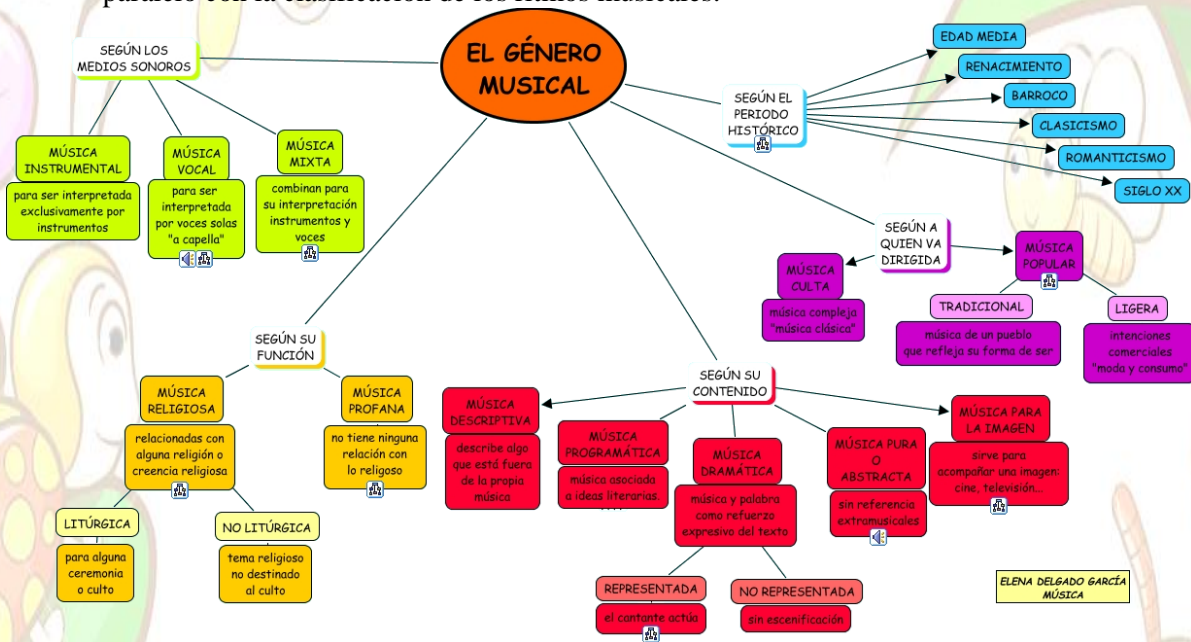 paralelo con la clasificación de los ritmos musicales.
EL GÉNERO
MUSICAL
SEGÚN LOS
MEDIOS SONOROS
MÚSICA
INSTRUMENTAL
para ser interpretada
exclusivamente por
instrumentos
MÚSICA
VOCAL
para ser
interpretada
por voces solas
"a capella"
MÚSICA
MIXTA
combinan para
su interpretación
instrumentos y
voces
SEGÚN EL
PERIODO
HISTÓRICO
EDAD MEDIA
RENACIMIENTO
BARROCO
CLASICISMO
ROMANTICISMO
SIGLO XX
SEGÚN A
QUIEN VA
DIRIGIDA
MÚSICA
CULTA
música compleja
"música clásica"
MÚSICA
POPULAR
TRADICIONAL
música de un pueblo
que refleja su forma de ser
LIGERA
intenciones
comerciales
"moda y consumo"
SEGÚN SU
FUNCIÓN
MÚSICA
RELIGIOSA
relacionadas con
alguna religión o
creencia religiosa
LITÚRGICA
para alguna
ceremonia
o culto
NO LITÚRGICA
tema religioso
no destinado
al culto
MÚSICA
PROFANA
no tiene ninguna
relación con
lo religoso
SEGÚN SU
CONTENIDO
MÚSICA
DESCRIPTIVA
describe algo
que está fuera
de la propia
música
MÚSICA
PROGRAMÁTICA
música asociada
a ideas literarias.
MÚSICA
DRAMÁTICA
música y palabra
como refuerzo
expresivo del texto
REPRESENTADA
el cantante actúa
NO REPRESENTADA
sin escenificación
MÚSICA PURA
O
ABSTRACTA
sin referencia
extramusicales
MÚSICA PARA
LA IMAGEN
sirve para
acompañar una imagen:
cine, televisión...
ELENA DELGADO GARCÍA
MÚSICA